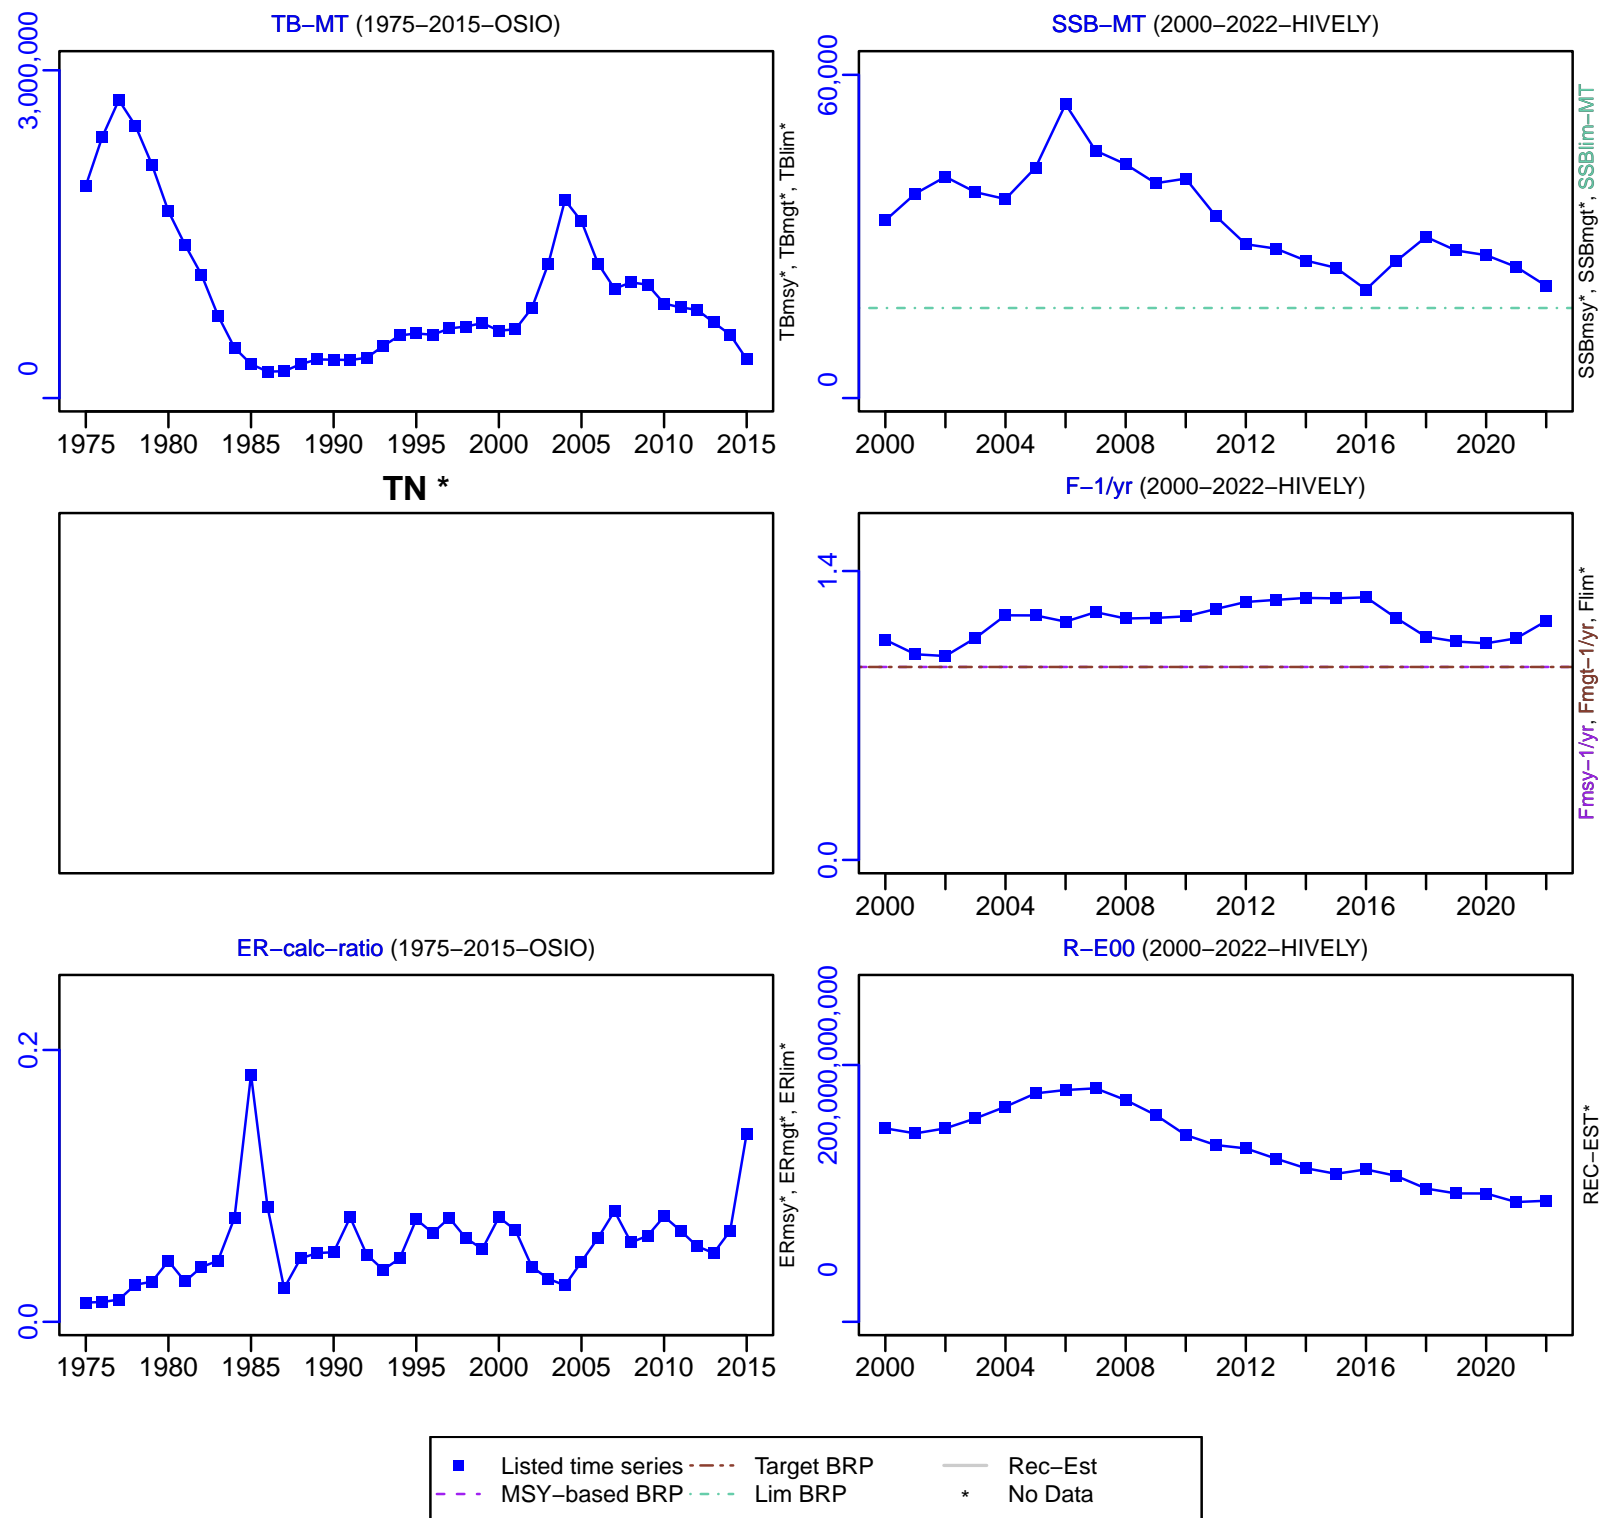 TB−MT (1975−2015−OSIO)
3,000,000
0
1975 1980 1985 1990 1995 2000 2005 2010 2015
TBmsy*, TBmgt*, TBlim*
SSB−MT (2000−2022−HIVELY)
60,000
0
2000 2004 2008 2012 2016 2020
SSBmsy*, SSBmgt*, SSBlim−MT
TN *
F−1/yr (2000−2022−HIVELY)
1.4
0.0
2000 2004 2008 2012 2016 2020
Fmsy−1/yr, Fmgt−1/yr, Flim*
ER−calc−ratio (1975−2015−OSIO)
0.2
0.0
1975 1980 1985 1990 1995 2000 2005 2010 2015
ERmsy*, ERmgt*, ERlim*
R−E00 (2000−2022−HIVELY)
200,000,000,000
0
2000 2004 2008 2012 2016 2020
REC−EST*
Listed time series Target BRP Rec−Est
MSY−based BRP Lim BRP * No Data